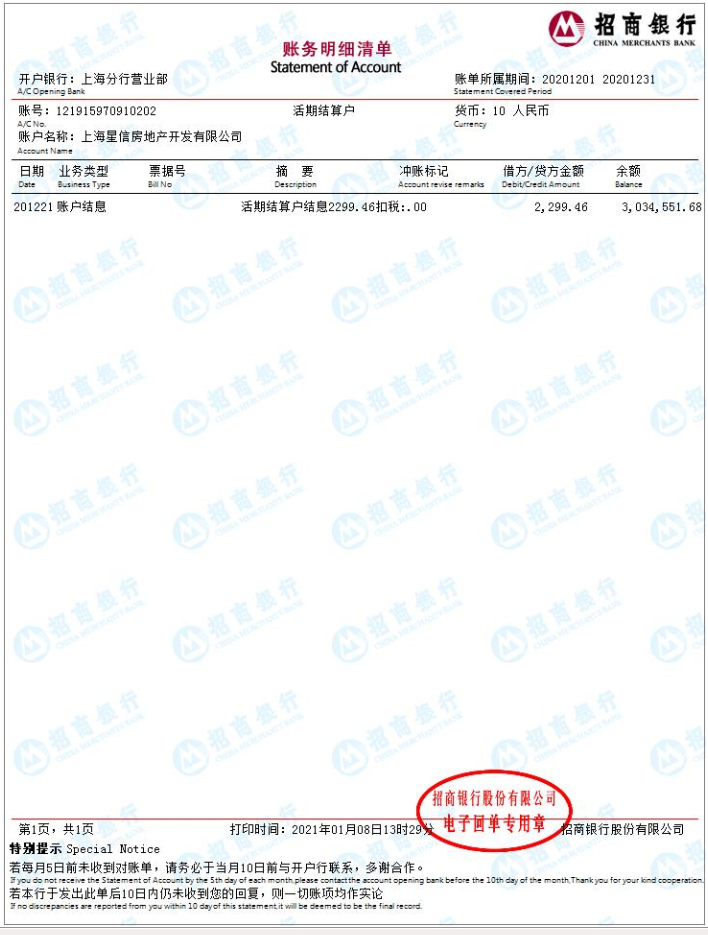 招商银行
CHINA MERCHANTS BANK
账务明细清单
Statement of Account
开户银行：上海分行营业部 账单所属期间：20201201 20201231
A/C Opening Bank Statement Covered Period
账号：121915970910202 活期结算户 货币：10 人民币
A/C No. Currency
账户名称：上海星信房地产开发有限公司
Account Name
日期 业务类型 票据号 摘 要 冲账标记 借方/贷方金额 余额
Date Business Type Bill No Description Account revise remarks Debit/Credit Amount Balance
201221 账户结息 活期结算户结息2299.46扣税:.00 2,299.46 3,034,551.68
招商银行股份有限公司
电子回单专用章
第1页，共1页 打印时间：2021年01月08日13时29分 招商银行股份有限公司
特别提示 Special Notice
若每月5日前未收到对账单，请务必于当月10日前与开户行联系，多谢合作。
If you do not receive the Statement of Account by the 5th day of each month,please contact the account opening bank before the 10th day of the month,Thank you for your kind cooperation.
若本行于发出此单后10日内仍未收到您的回复，则一切账项均作实论
If no discrepancies are reported from you within 10 day of this statement,it will be deemed to be the final record.